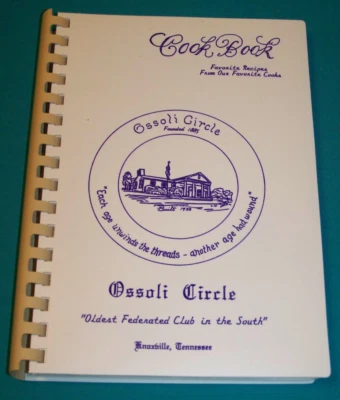 Cook Book
Favorite Recipes
From Our Favorite Cooks
Ossoli Circle
Founded 1885
Built 1933
"Each age unwinds the threads - another age had wound"
Ossoli Circle
"Oldest Federated Club in the South"
Knoxville, Tennessee